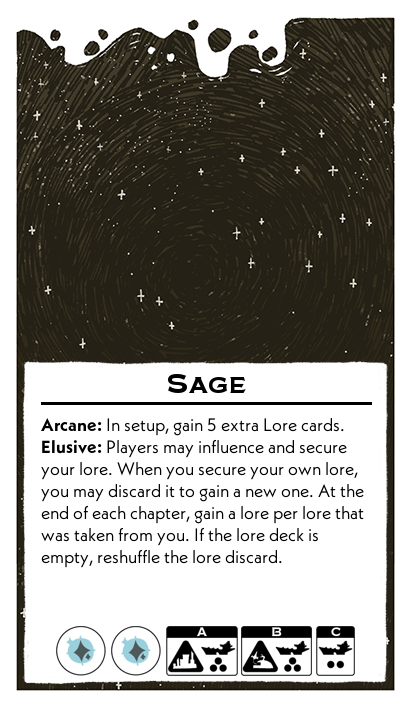 SAGE
Arcane: In setup, gain 5 extra Lore cards.
Elusive: Players may influence and secure
your lore. When you secure your own lore,
you may discard it to gain a new one. At the
end of each chapter, gain a lore per lore that
was taken from you. If the lore deck is
empty, reshuffle the lore discard.
A B C